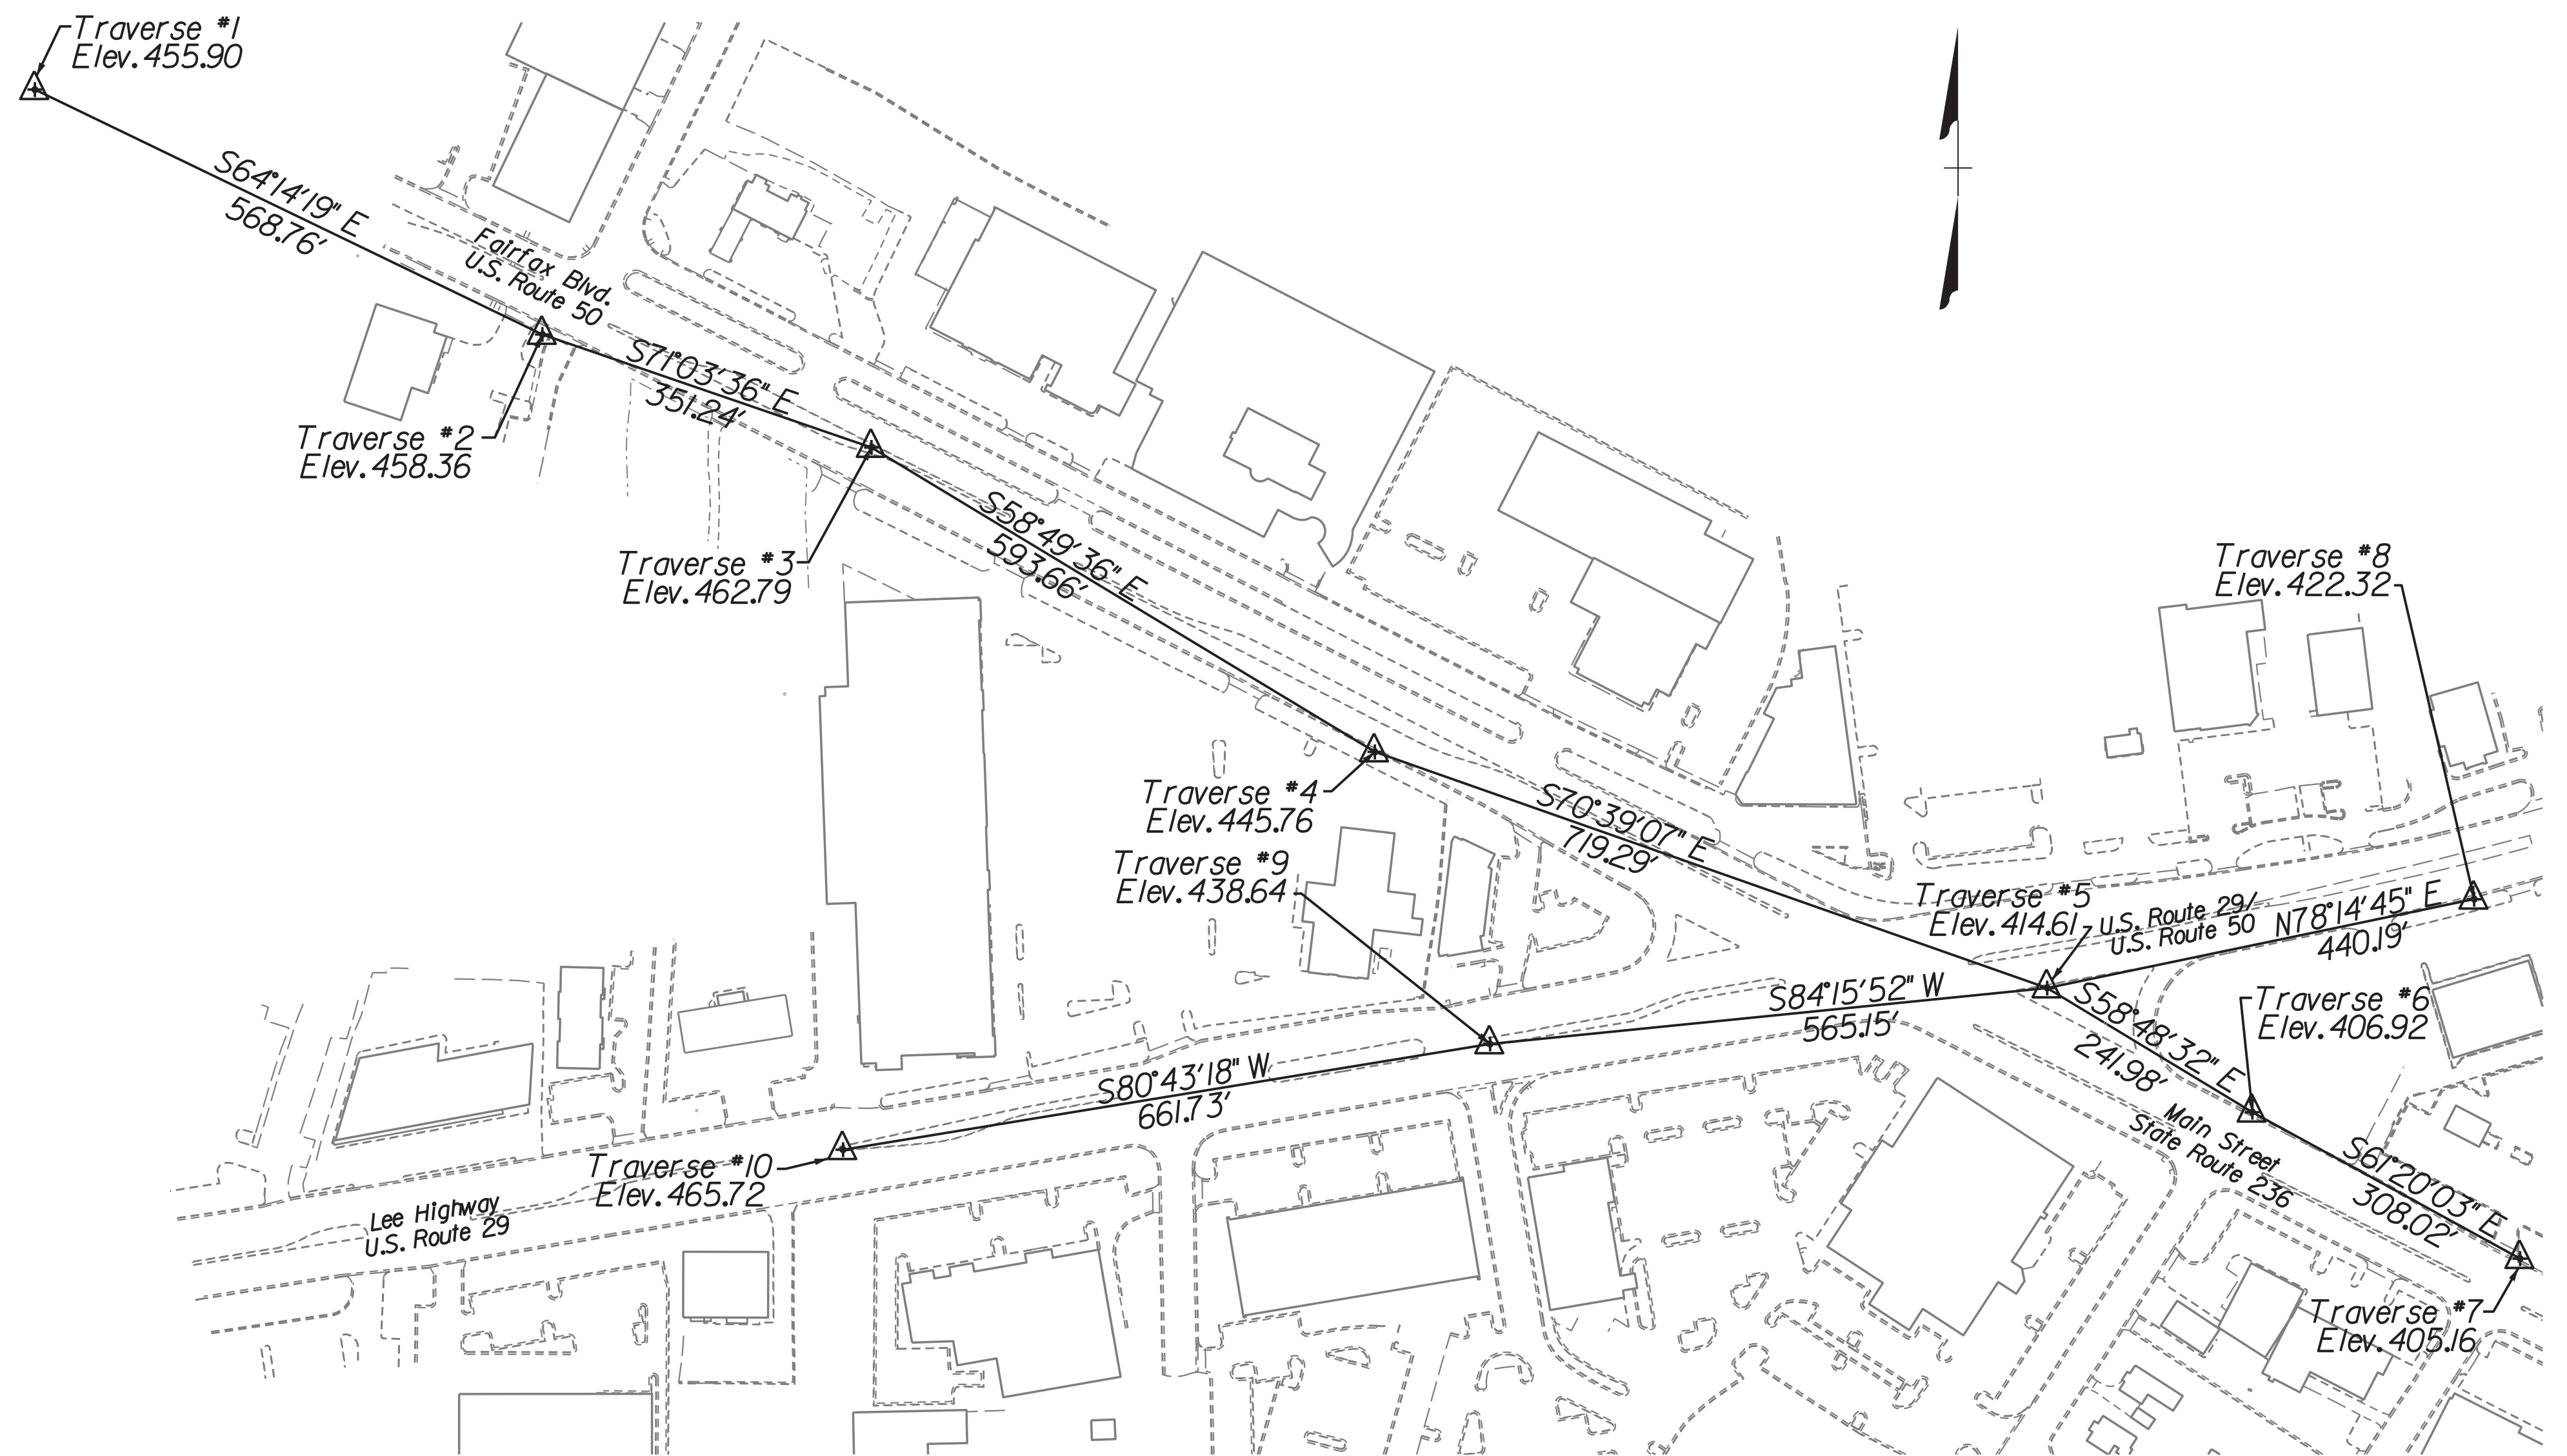 Traverse #1
Elev. 455.90
S64°14'19" E
568.76'
Fairfax Blvd.
U.S. Route 50
Traverse #2
Elev. 458.36
S71°03'36" E
351.24'
Traverse #3
Elev. 462.79
S58°49'36" E
593.66'
Traverse #4
Elev. 445.76
S70°39'07" E
719.29'
Traverse #8
Elev. 422.32
Traverse #9
Elev. 438.64
Traverse #5
Elev. 414.61
U.S. Route 29/
U.S. Route 50
N78°14'45" E
440.19'
S84°15'52" W
565.15'
S58°48'32" E
241.98'
Traverse #6
Elev. 406.92
S80°43'18" W
661.73'
Traverse #10
Elev. 465.72
Lee Highway
U.S. Route 29
Main Street
State Route 236
S61°20'03" E
308.02'
Traverse #7
Elev. 405.16